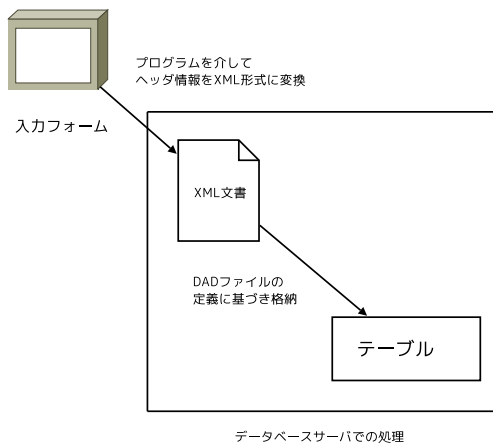 プログラムを介して
ヘッダ情報をXML形式に変換
入力フォーム
XML文書
DADファイルの
定義に基づき格納
テーブル
データベースサーバでの処理